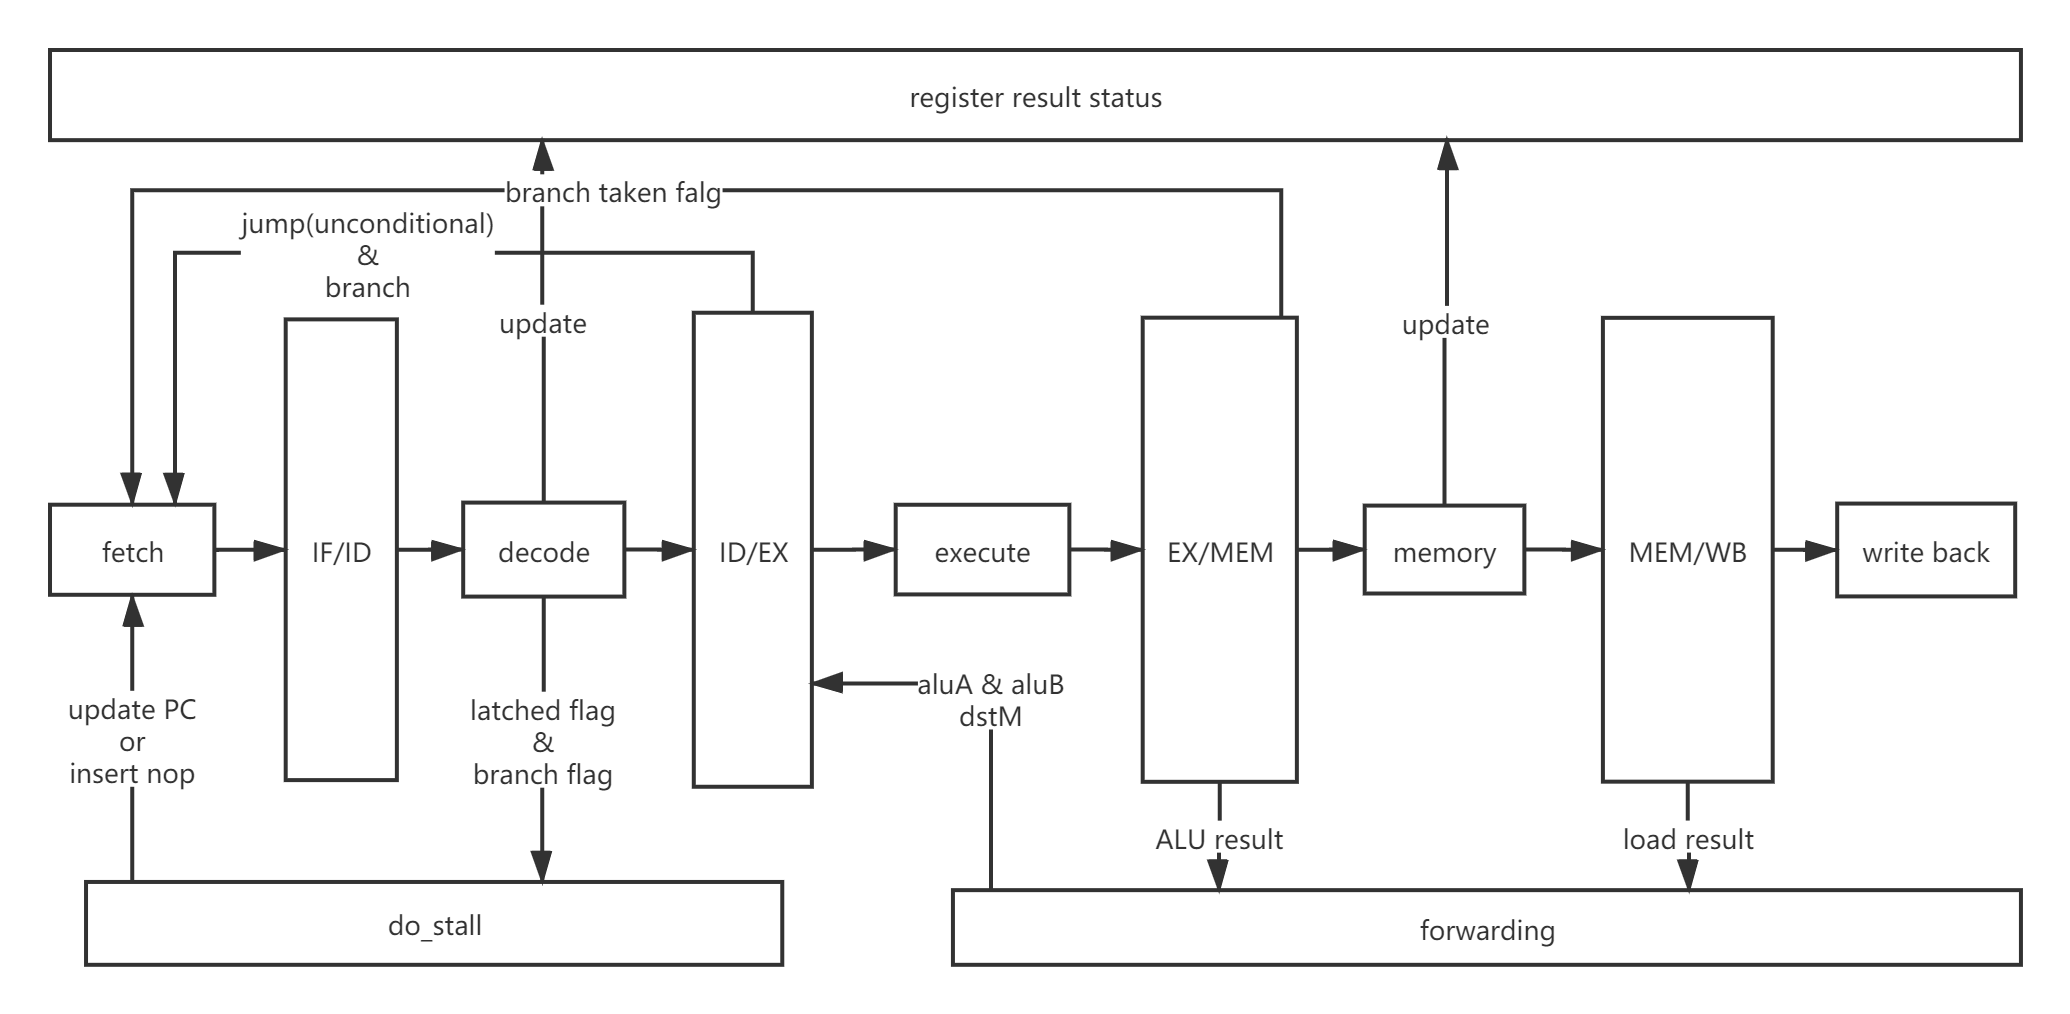 register result status
branch taken falg
jump(unconditional)
&
branch
update
update
fetch
IF/ID
decode
ID/EX
execute
EX/MEM
memory
MEM/WB
write back
update PC
or
insert nop
latched flag
&
branch flag
aluA & aluB
dstM
ALU result
load result
do_stall
forwarding